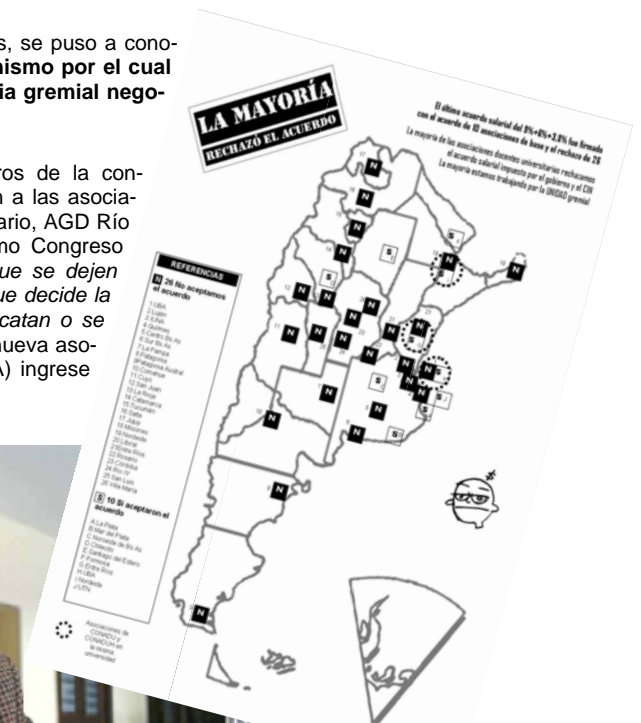 s, se puso a cono-
nismo por el cual
ia gremial nego-
ros de la con-
n a las asocia-
ario, AGD Río
mo Congreso
que se dejen
ue decide la
catan o se
nueva aso-
A) ingrese
LA MAYORÍA
RECHAZÓ EL ACUERDO
El último acuerdo salarial del 9%+6%+3,8% fue firmado
con el acuerdo de 10 asociaciones de base y el rechazo de 26
La mayoría de las asociaciones docentes universitarias rechazamos
el acuerdo salarial impuesto por el gobierno y el CIN
La mayoría estamos trabajando por la UNIDAD gremial
REFERENCIAS
N 26 No aceptamos
el acuerdo
1 UBA
2 Luján
3 IUNA
4 Quilmes
5 Centro Bs As
6 Sur Bs As
7 La Pampa
8 Patagonia
9 Patagonia Austral
10 Comahue
11 Cuyo
12 San Juan
13 La Rioja
14 Catamarca
15 Tucumán
16 Salta
17 Jujuy
18 Misiones
19 Nordeste
20 Litoral
21 Entre Ríos
22 Rosario
23 Córdoba
24 Río IV
25 San Luis
26 Villa María
S 10 Si aceptaron el
acuerdo
A La Plata
B Mar del Plata
C Noroeste de Bs As
D Chilecito
E Santiago del Estero
F Formosa
G Entre Ríos
H UBA
I Nordeste
J UTN
Asociaciones de
CONADU y
CONADUH en
la misma
universidad